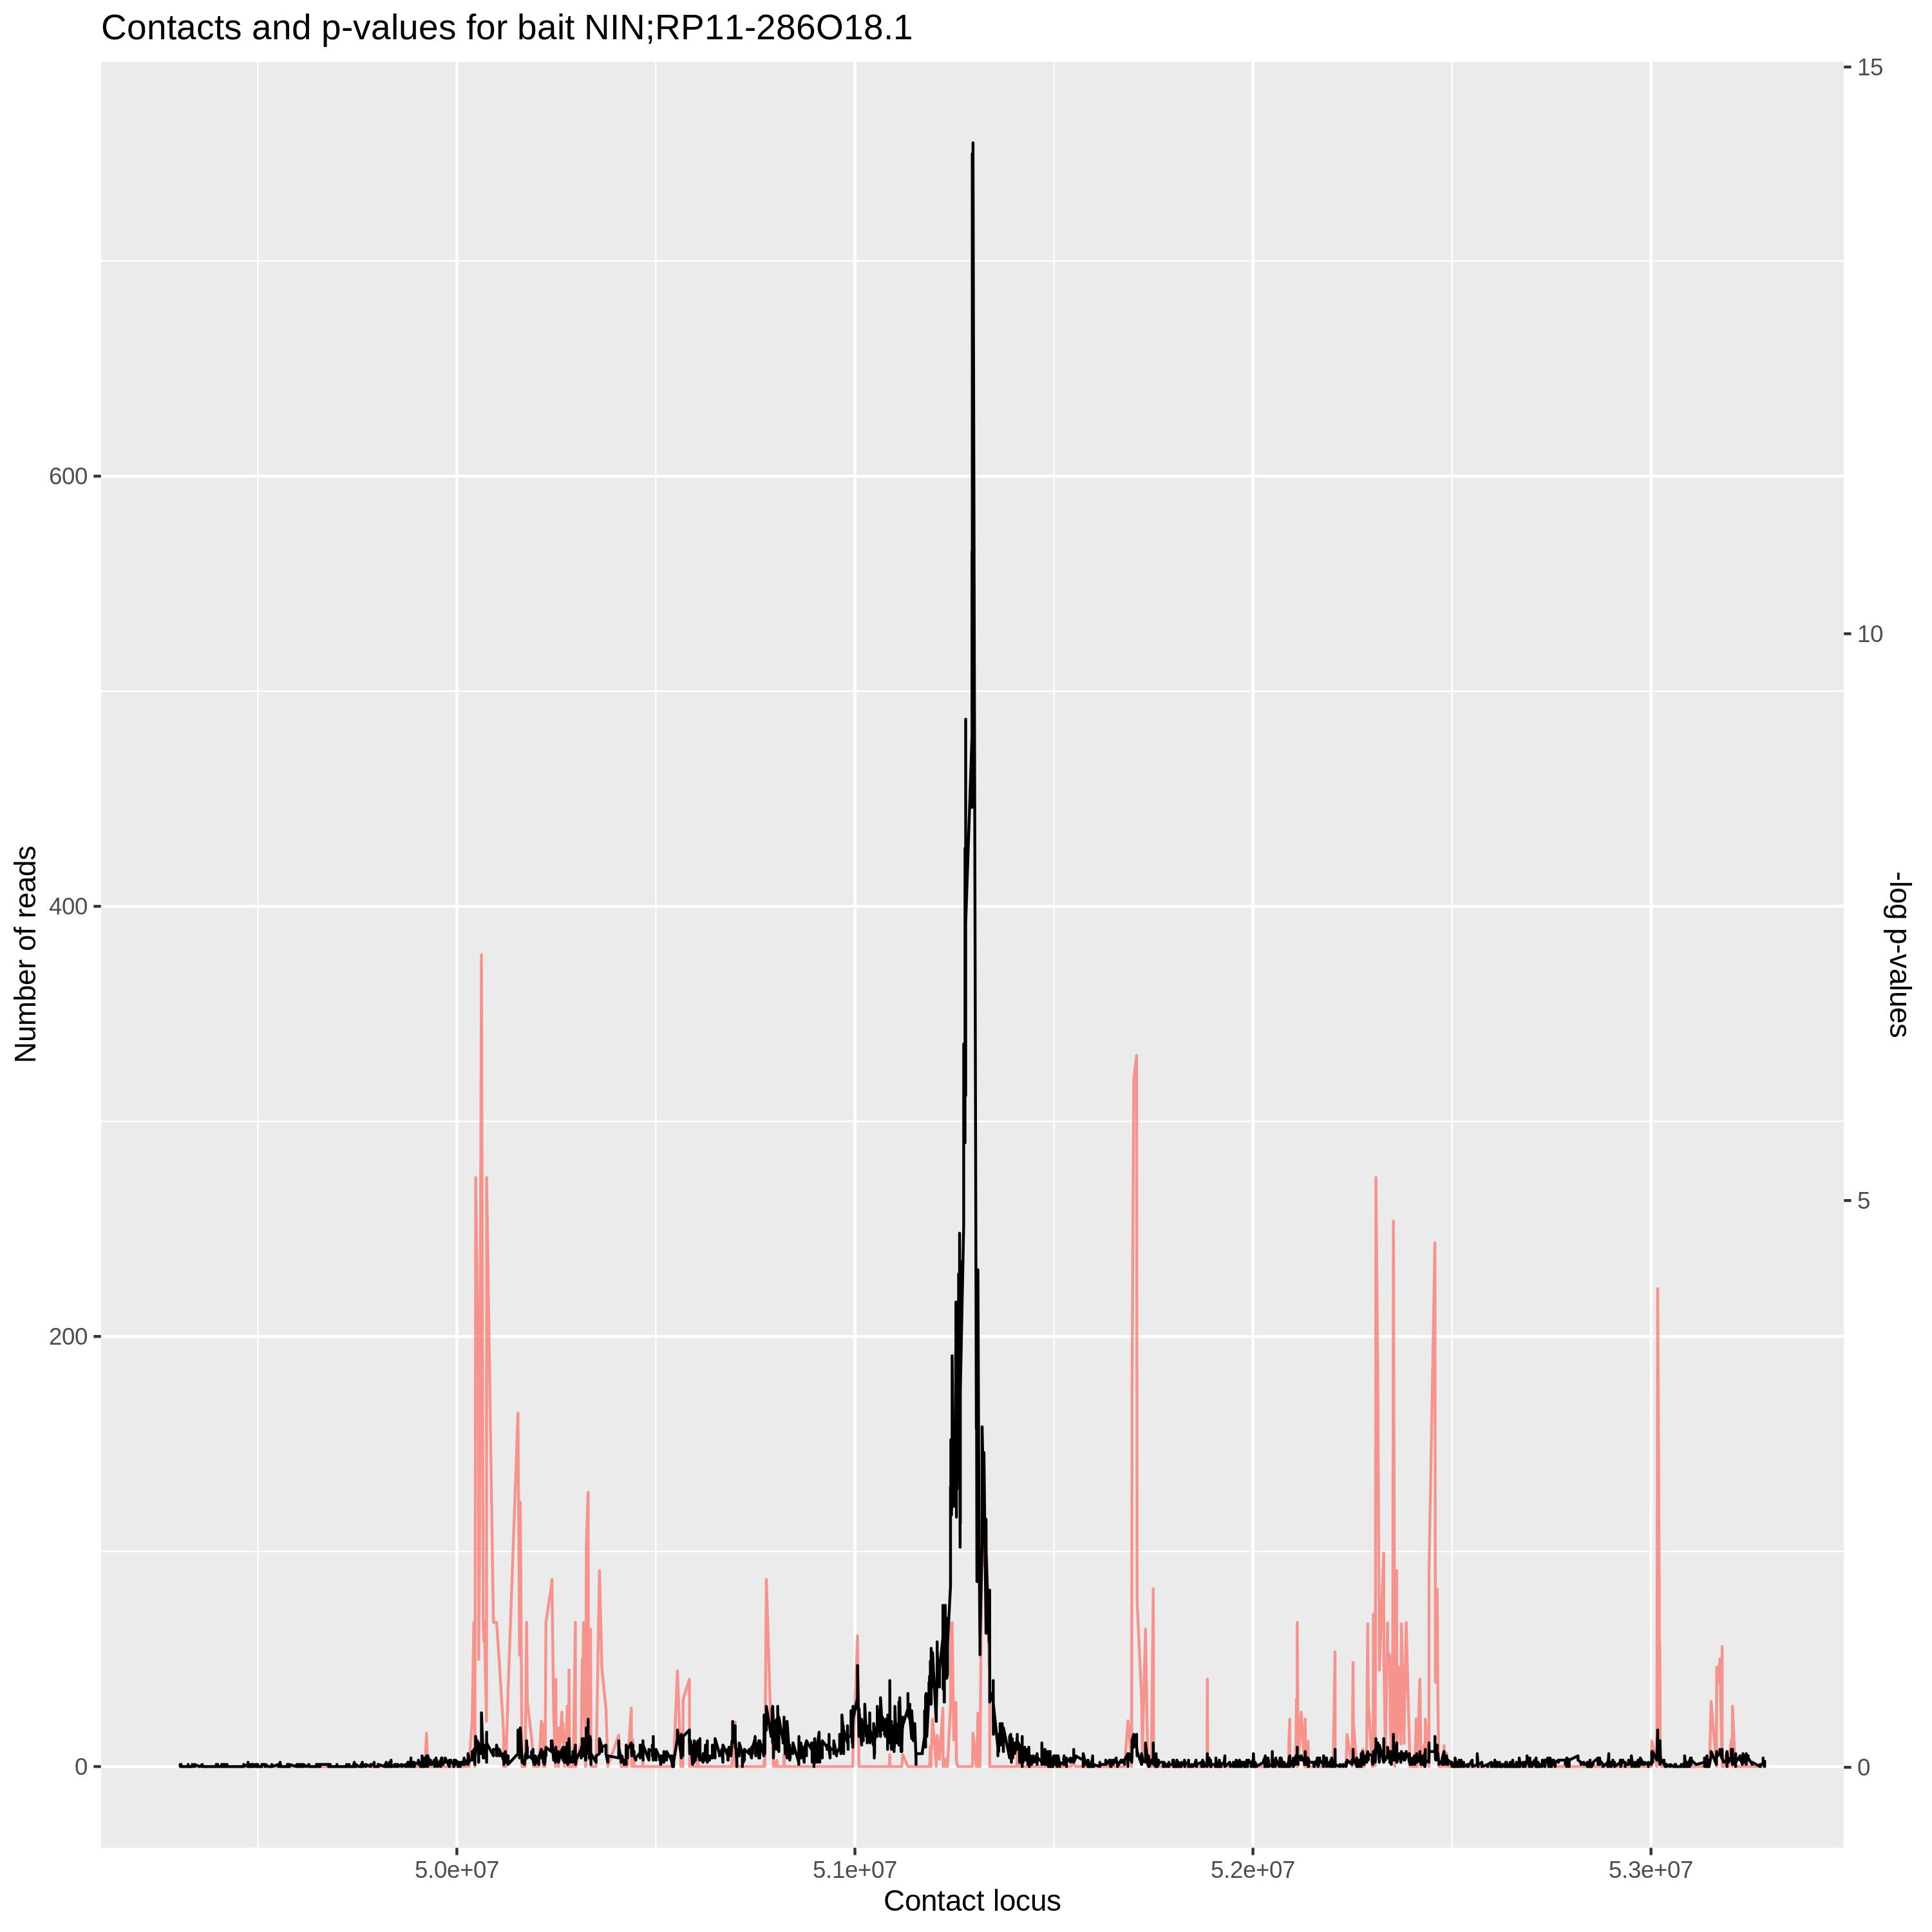 Contacts and p-values for bait NIN;RP11-286O18.1
15
600
10
Number of reads
400
-log p-values
5
200
0
0
5.0e+07
5.1e+07
5.2e+07
5.3e+07
Contact locus